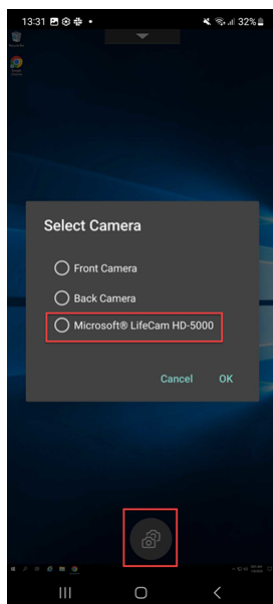 13:31
32%
Select Camera
Front Camera
Back Camera
Microsoft® LifeCam HD-5000
Cancel OK